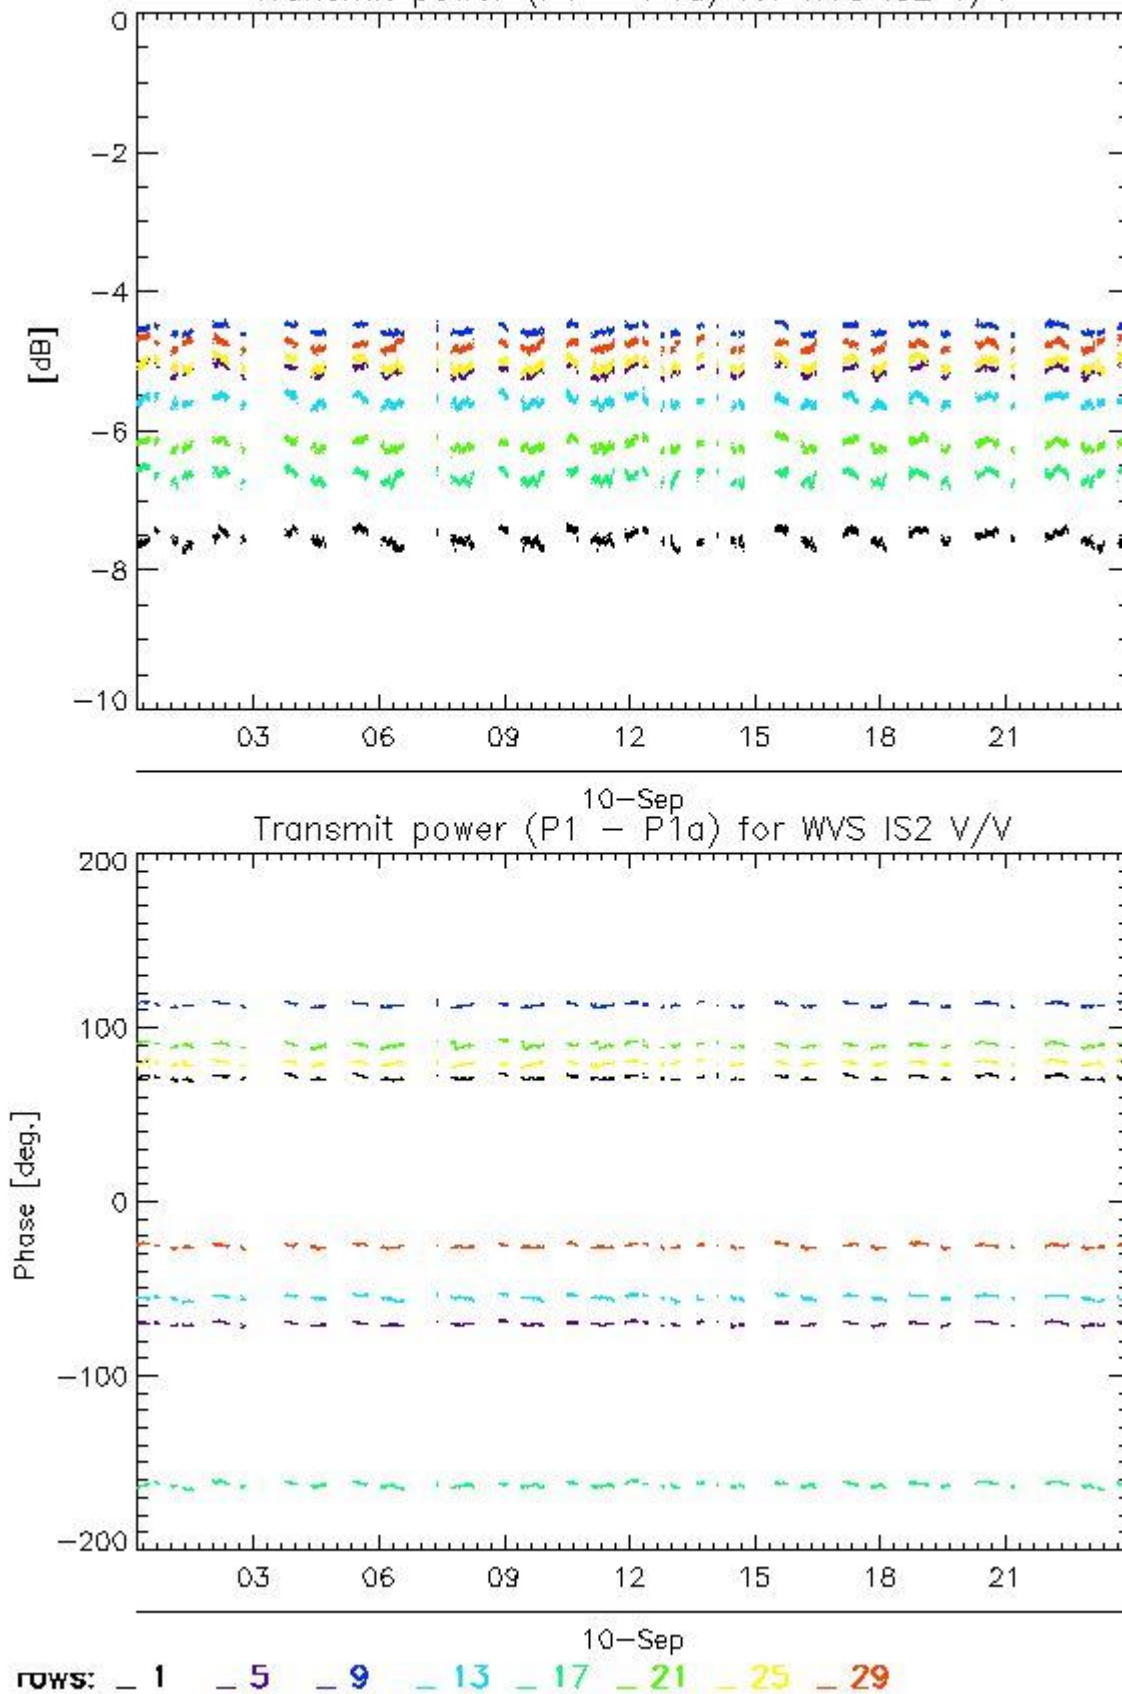 0
-2
-4
[dB]
-6
-8
-10
03 06 09 12 15 18 21
10-Sep
Transmit power (P1 - P1a) for WVS IS2 V/V
200
100
Phase [deg.]
0
-100
-200
03 06 09 12 15 18 21
10-Sep
rows: _ 1 _ 5 _ 9 _ 13 _ 17 _ 21 _ 25 _ 29